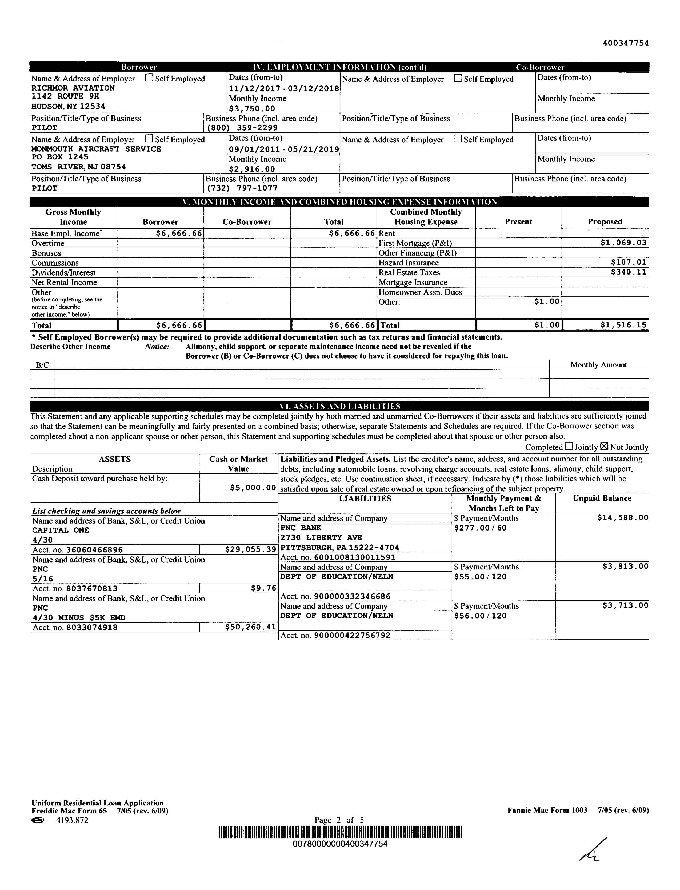 400347754
Borrower IV. EMPLOYMENT INFORMATION (cont'd) Co-Borrower
Name & Address of Employer Self Employed Dates (from-to) Name & Address of Employer Self Employed Dates (from-to)
RICHMOR AVIATION 11/12/2017-03/12/2018
1142 ROUTE 9H Monthly Income Monthly Income
HUDSON, NY 12534 $3,750.00
Position/Title/Type of Business Business Phone (incl. area code) Position/Title/Type of Business Business Phone (incl. area code)
PILOT (800) 359-2299
Name & Address of Employer Self Employed Dates (from-to) Name & Address of Employer Self Employed Dates (from-to)
MONMOUTH AIRCRAFT SERVICE 09/01/2011-05/21/2019
PO BOX 1245 Monthly Income Monthly Income
TOMS RIVER, NJ 08754 $2,916.00
Position/Title/Type of Business Business Phone (incl. area code) Position/Title/Type of Business Business Phone (incl. area code)
PILOT (732) 797-1077
V. MONTHLY INCOME AND COMBINED HOUSING EXPENSE INFORMATION
Gross Monthly Income Borrower Co-Borrower Total Combined Monthly Housing Expense Present Proposed
Base Empl. Income* $6,666.66 $6,666.66 Rent
Overtime First Mortgage (P&I) $1,069.03
Bonuses Other Financing (P&I)
Commissions Hazard Insurance $107.01
Dividends/Interest Real Estate Taxes $340.11
Net Rental Income Mortgage Insurance
Other Homeowner Assn. Dues
(before completing, see the Other: $1.00
notice in "describe
other income," below)
Total $6,666.66 $6,666.66 Total $1.00 $1,516.15
* Self Employed Borrower(s) may be required to provide additional documentation such as tax returns and financial statements.
Describe Other Income Notice: Alimony, child support, or separate maintenance income need not be revealed if the
Borrower (B) or Co-Borrower (C) does not choose to have it considered for repaying this loan.
B/C Monthly Amount
VI. ASSETS AND LIABILITIES
This Statement and any applicable supporting schedules may be completed jointly by both married and unmarried Co-Borrowers if their assets and liabilities are sufficiently joined
so that the Statement can be meaningfully and fairly presented on a combined basis; otherwise, separate Statements and Schedules are required. If the Co-Borrower section was
completed about a non-applicant spouse or other person, this Statement and supporting schedules must be completed about that spouse or other person also.
Completed Jointly Not Jointly
ASSETS Cash or Market Value
Description
Cash Deposit toward purchase held by:
$5,000.00
Liabilities and Pledged Assets. List the creditor's name, address, and account number for all outstanding
debts, including automobile loans, revolving charge accounts, real estate loans, alimony, child support,
stock pledges, etc. Use continuation sheet, if necessary. Indicate by (*) those liabilities which will be
satisfied upon sale of real estate owned or upon refinancing of the subject property.
LIABILITIES Monthly Payment & Months Left to Pay Unpaid Balance
List checking and savings accounts below
Name and address of Bank, S&L, or Credit Union
CAPITAL ONE
4/30
Acct. no. 36060466896 $29,055.39
Name and address of Bank, S&L, or Credit Union
PNC
5/16
Acct. no. 8037670813 $9.76
Name and address of Bank, S&L, or Credit Union
PNC
4/30 MINUS $5K EMD
Acct. no. 8033074918 $50,260.41
Name and address of Company $ Payment/Months $14,588.00
PNC BANK $277.00/60
2730 LIBERTY AVE
PITTSBURGH, PA 15222-4704
Acct. no. 6001008130011591
Name and address of Company $ Payment/Months $3,813.00
DEPT OF EDUCATION/NELN $55.00/120
Acct. no. 900000332346686
Name and address of Company $ Payment/Months $3,713.00
DEPT OF EDUCATION/NELN $56.00/120
Acct. no. 900000422756792
Uniform Residential Loan Application
Freddie Mac Form 65 7/05 (rev. 6/09) Fannie Mae Form 1003 7/05 (rev. 6/09)
4193.872 Page 2 of 5
00780000000400347754